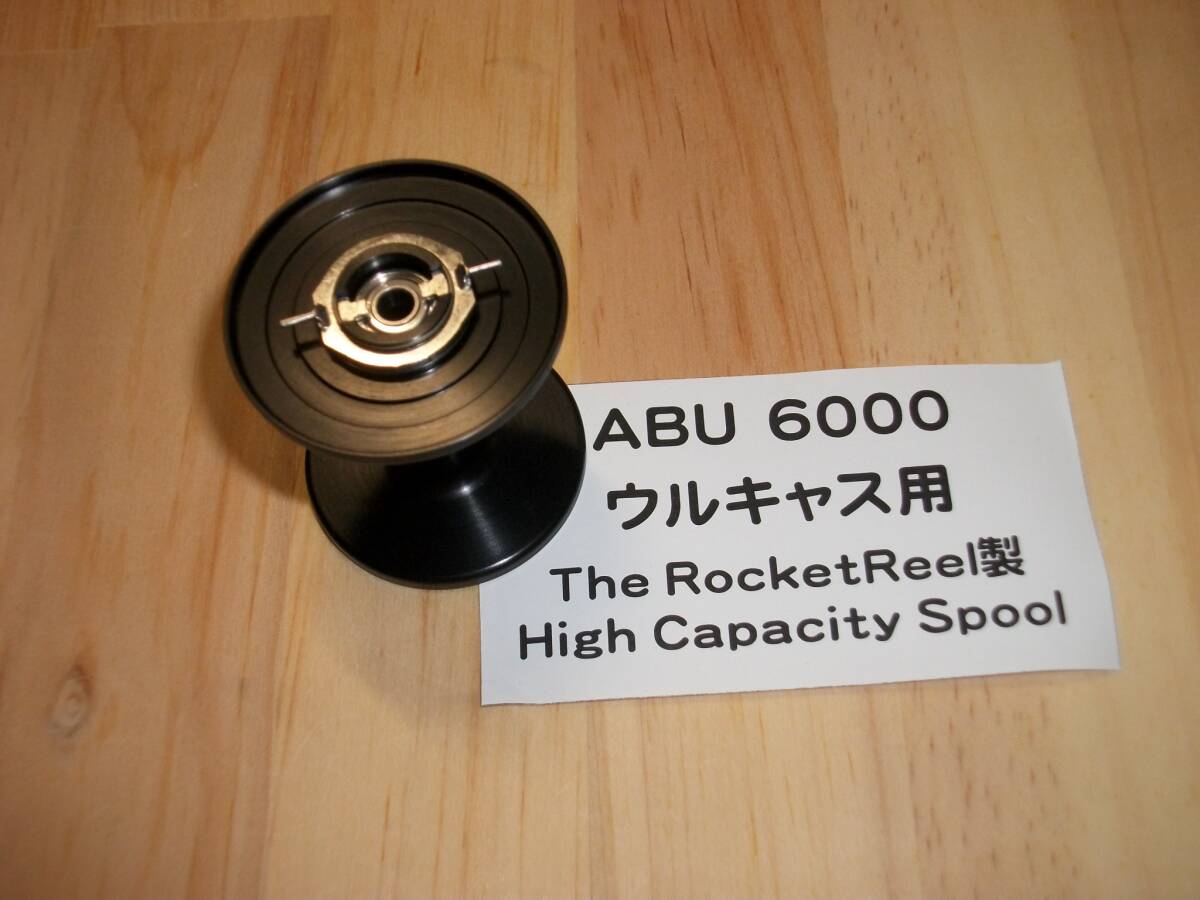 ABU 6000
ウルキャス用
The RocketReel製
High Capacity Spool